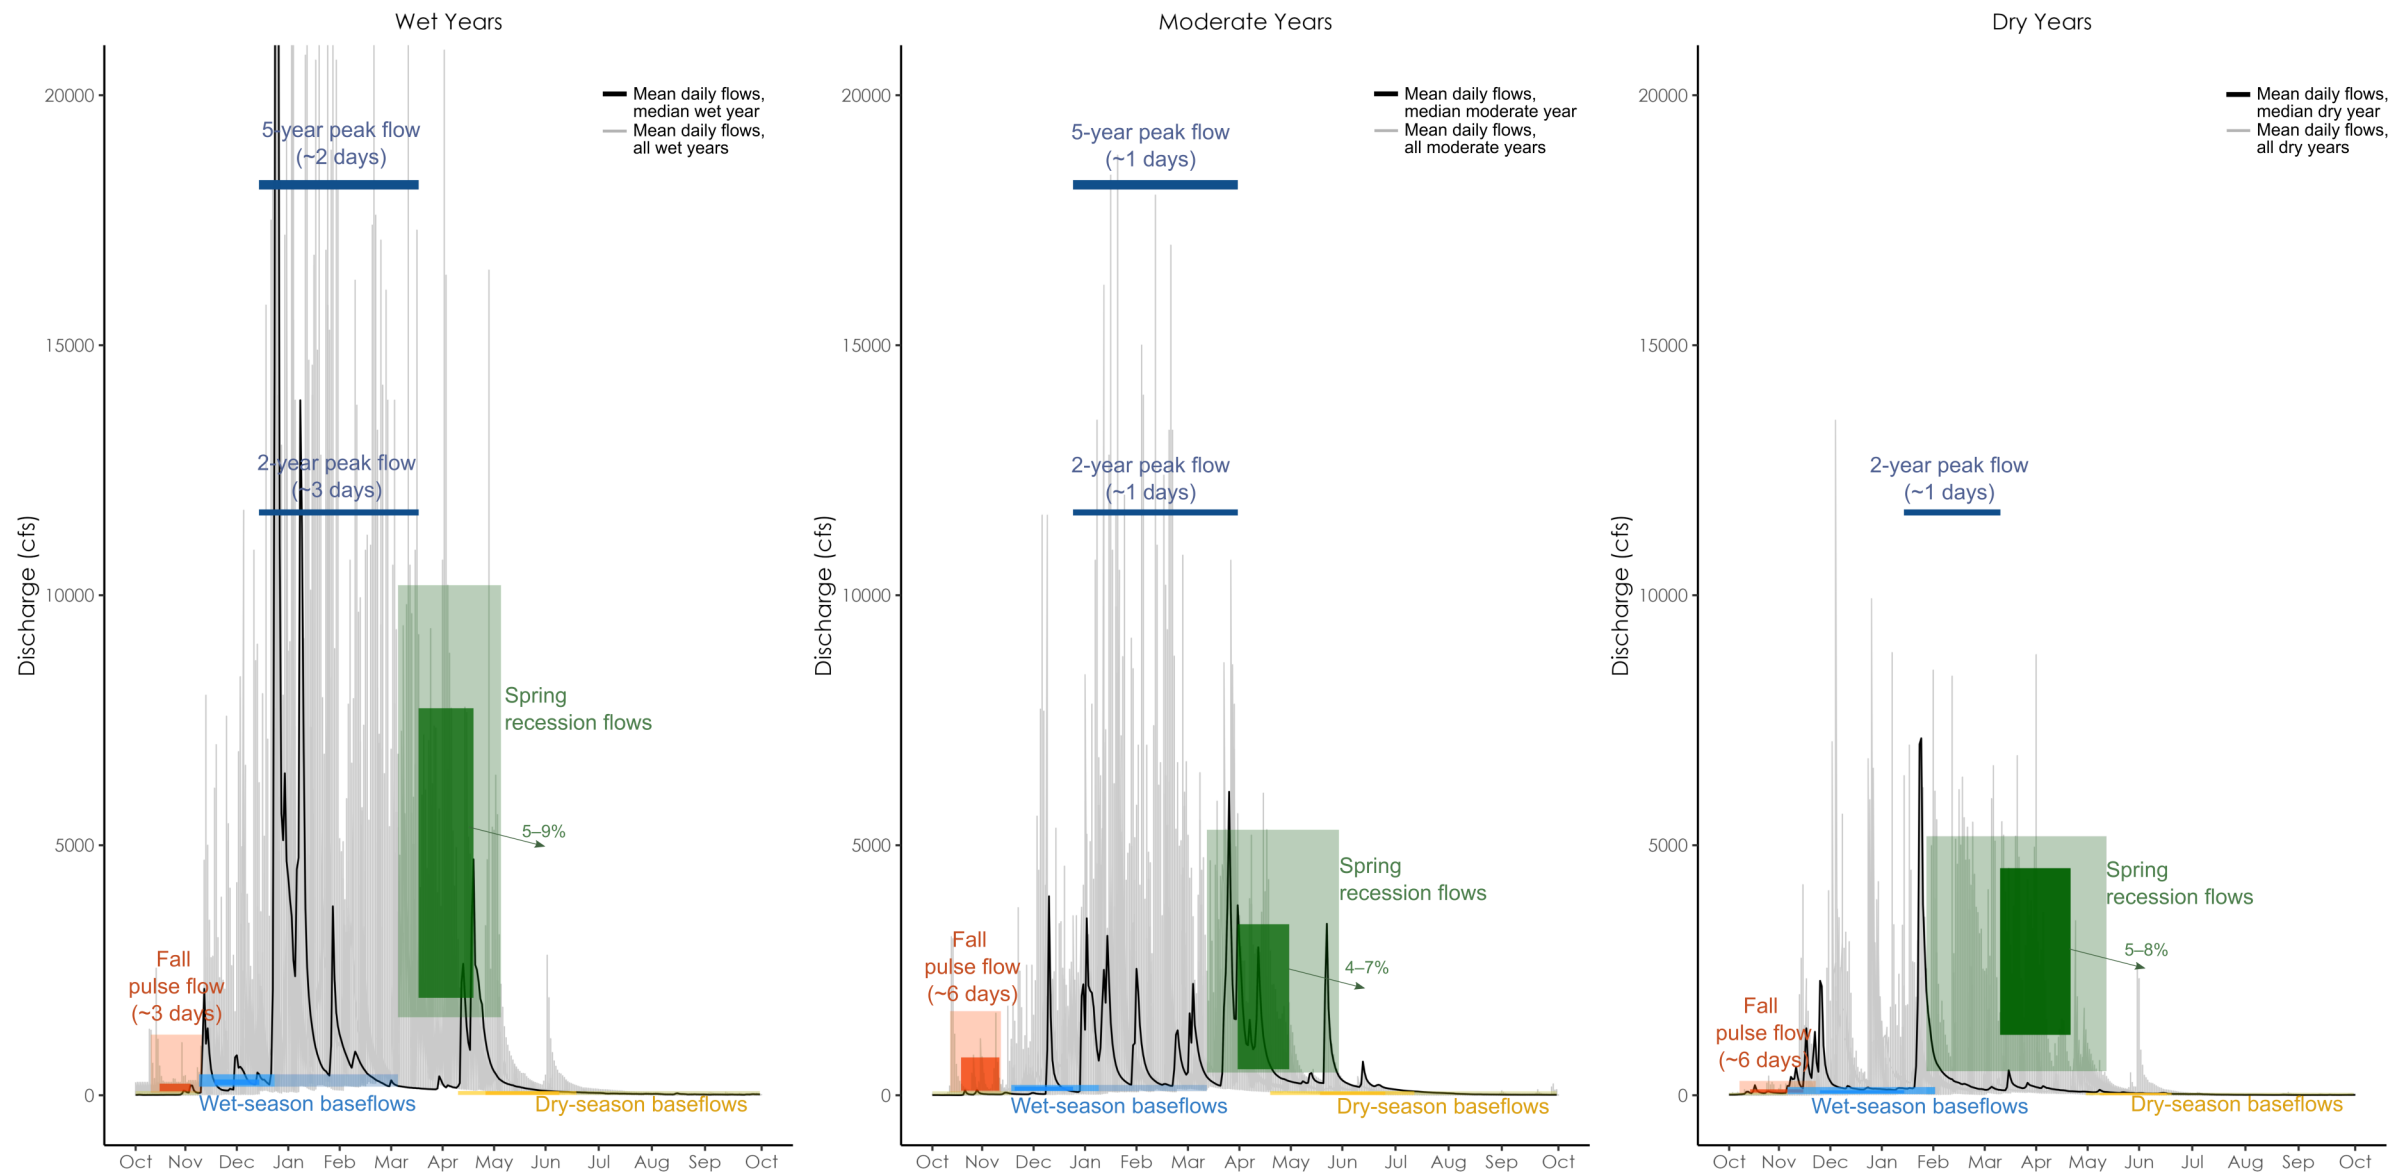 Wet Years
20000
15000
10000
5000
0
Discharge (cfs)
Mean daily flows,
median wet year
Mean daily flows,
all wet years
5-year peak flow
(~2 days)
2-year peak flow
(~3 days)
Spring
recession flows
5–9%
Fall
pulse flow
(~3 days)
Wet-season baseflows
Dry-season baseflows
Oct Nov Dec Jan Feb Mar Apr May Jun Jul Aug Sep Oct
Moderate Years
20000
15000
10000
5000
0
Discharge (cfs)
Mean daily flows,
median moderate year
Mean daily flows,
all moderate years
5-year peak flow
(~1 days)
2-year peak flow
(~1 days)
Spring
recession flows
4–7%
Fall
pulse flow
(~6 days)
Wet-season baseflows
Dry-season baseflows
Oct Nov Dec Jan Feb Mar Apr May Jun Jul Aug Sep Oct
Dry Years
20000
15000
10000
5000
0
Discharge (cfs)
Mean daily flows,
median dry year
Mean daily flows,
all dry years
2-year peak flow
(~1 days)
Spring
recession flows
5–8%
Fall
pulse flow
(~6 days)
Wet-season baseflows
Dry-season baseflows
Oct Nov Dec Jan Feb Mar Apr May Jun Jul Aug Sep Oct